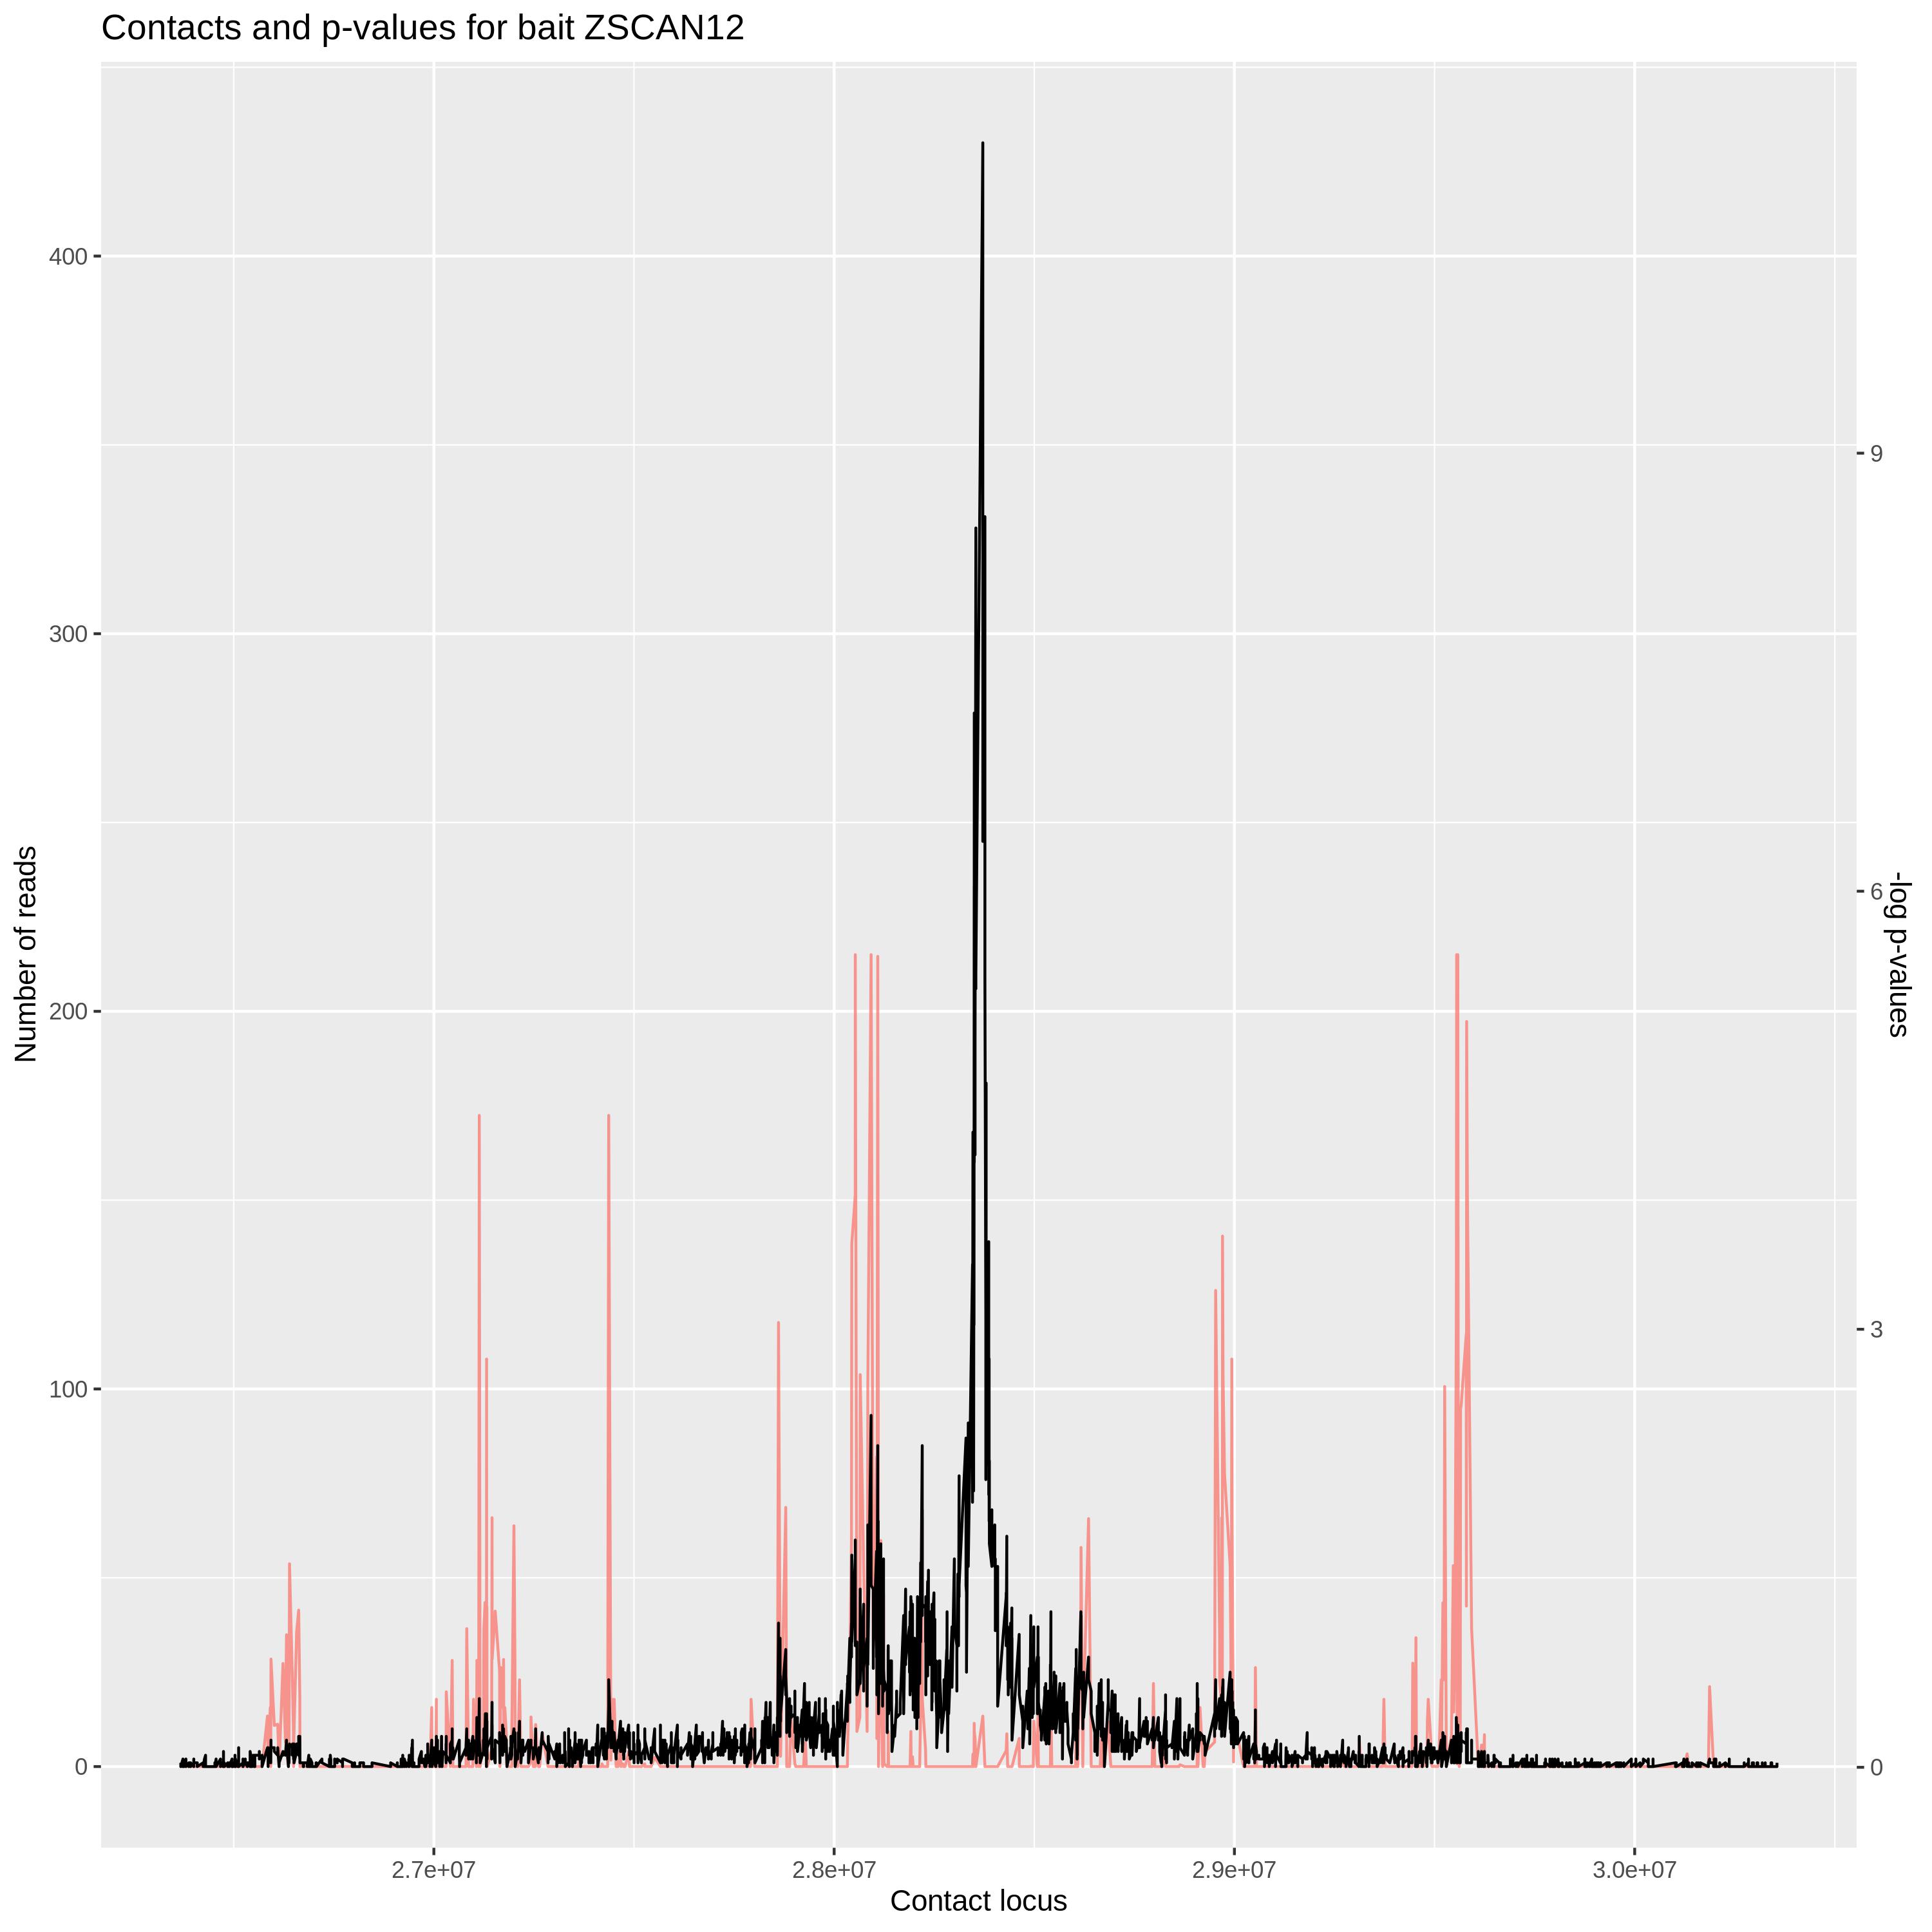 Contacts and p-values for bait ZSCAN12
400
300
200
100
0
Number of reads
9
6
3
0
-log p-values
2.7e+07
2.8e+07
2.9e+07
3.0e+07
Contact locus